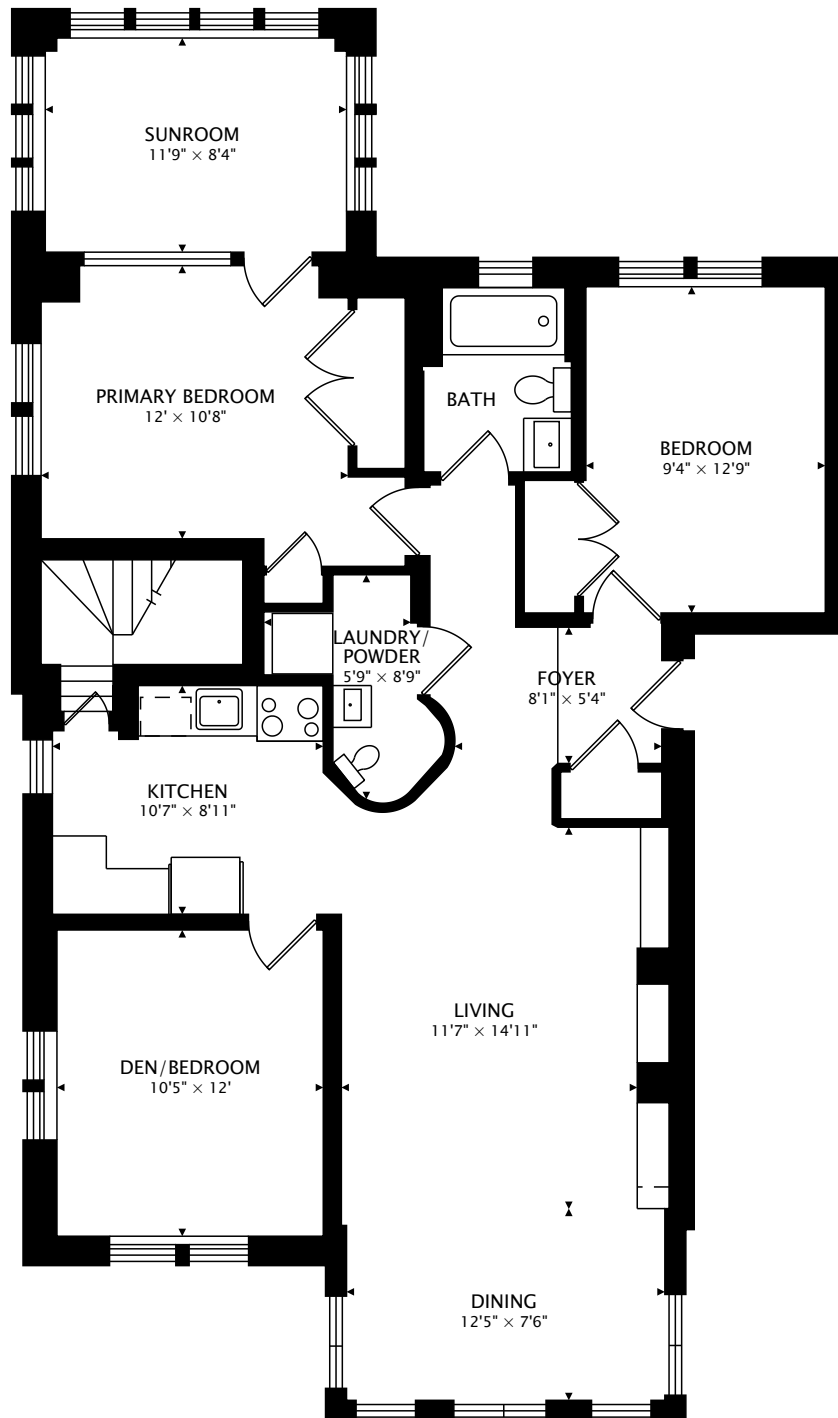 SUNROOM
11'9" × 8'4"
PRIMARY BEDROOM
12' × 10'8"
BATH
BEDROOM
9'4" × 12'9"
LAUNDRY/
POWDER
5'9" × 8'9"
FOYER
8'1" × 5'4"
KITCHEN
10'7" × 8'11"
LIVING
11'7" × 14'11"
DEN/BEDROOM
10'5" × 12'
DINING
12'5" × 7'6"